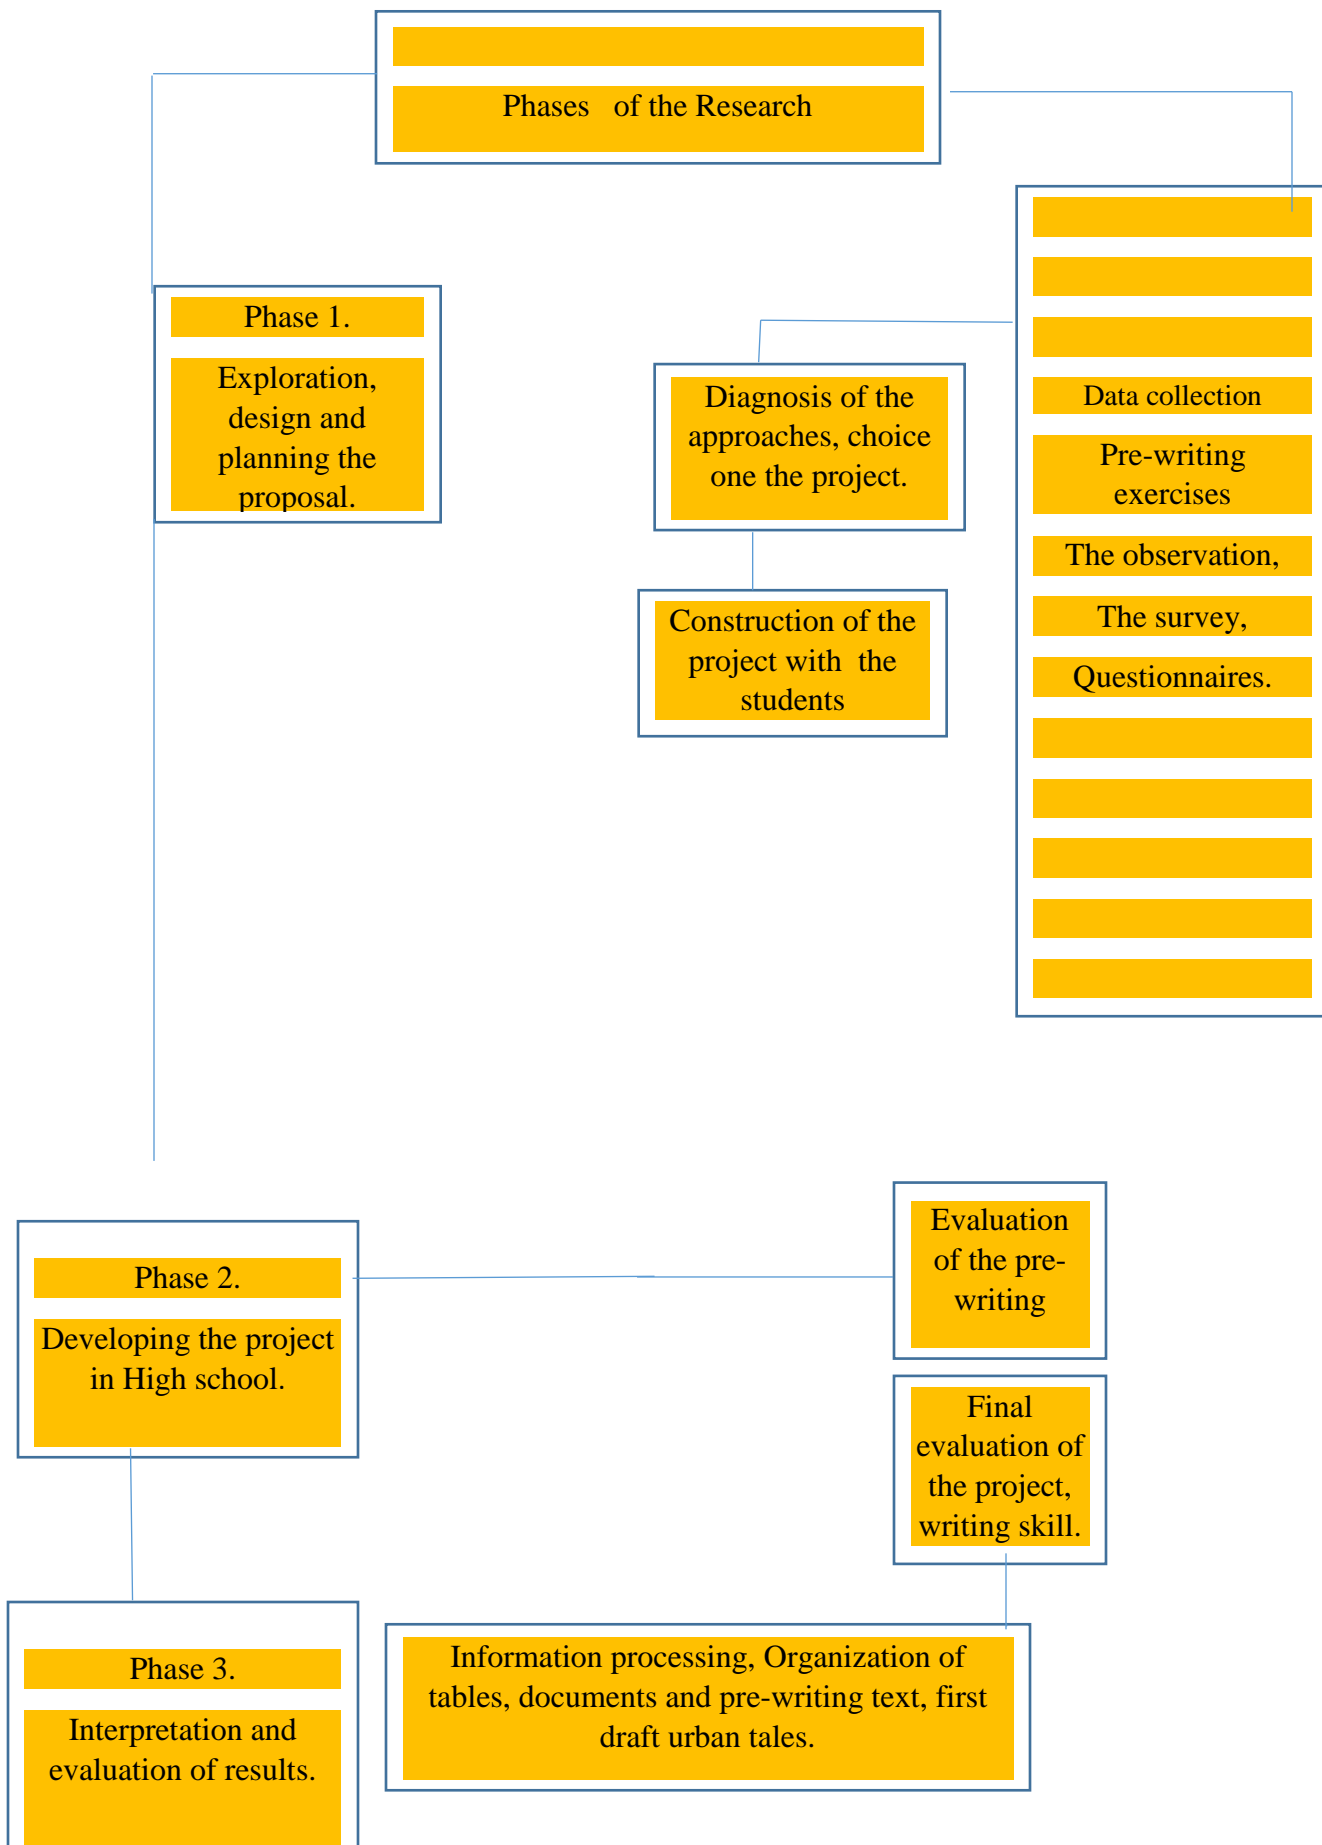 Phases of the Research
Phase 1.
Exploration,
design and
planning the
proposal.
Diagnosis of the
approaches, choice
one the project.
Construction of the
project with the
students
Data collection
Pre-writing
exercises
The observation,
The survey,
Questionnaires.
Phase 2.
Developing the project
in High school.
Evaluation
of the pre-
writing
Final
evaluation of
the project,
writing skill.
Phase 3.
Interpretation and
evaluation of results.
Information processing, Organization of
tables, documents and pre-writing text, first
draft urban tales.